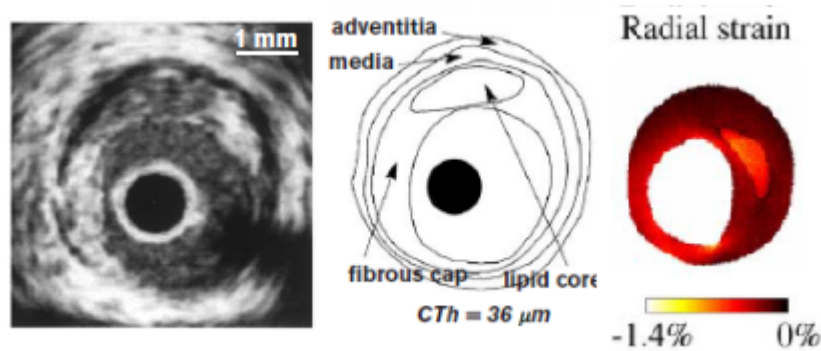 1 mm
adventitia
media
fibrous cap
lipid core
CTh = 36 µm
Radial strain
-1.4% 0%